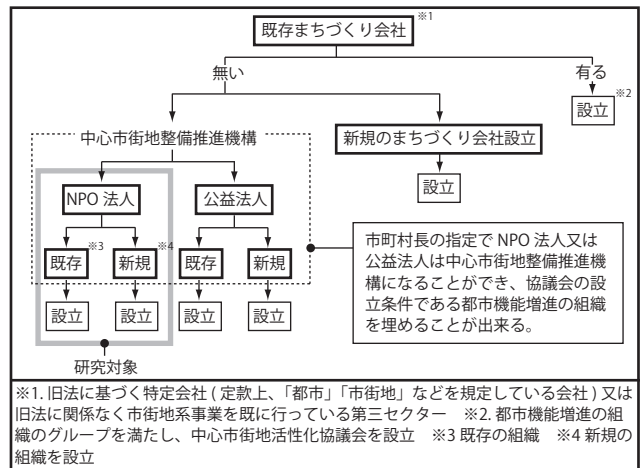 既存まちづくり会社 ※1
無い
有る
設立 ※2
中心市街地整備推進機構
新規のまちづくり会社設立
設立
NPO 法人
公益法人
既存 ※3
新規 ※4
既存
新規
設立
設立
設立
設立
市町村長の指定で NPO 法人又は
公益法人は中心市街地整備推進機
構になることができ、協議会の設
立条件である都市機能増進の組織
を埋めることが出来る。
研究対象
※1. 旧法に基づく特定会社 ( 定款上、「都市」「市街地」などを規定している会社 ) 又は
旧法に関係なく市街地系事業を既に行っている第三セクター ※2. 都市機能増進の組
織のグループを満たし、中心市街地活性化協議会を設立 ※3 既存の組織 ※4 新規の
組織を設立